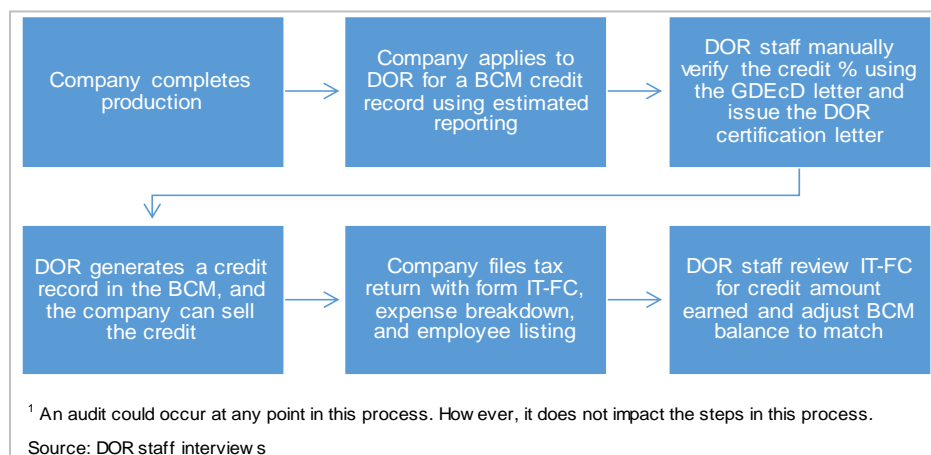 Company completes
production
Company applies to
DOR for a BCM credit
record using estimated
reporting
DOR staff manually
verify the credit % using
the GDEcD letter and
issue the DOR
certification letter
DOR generates a credit
record in the BCM, and
the company can sell
the credit
Company files tax
return with form IT-FC,
expense breakdown,
and employee listing
DOR staff review IT-FC
for credit amount
earned and adjust BCM
balance to match
1 An audit could occur at any point in this process. However, it does not impact the steps in this process.
Source: DOR staff interviews